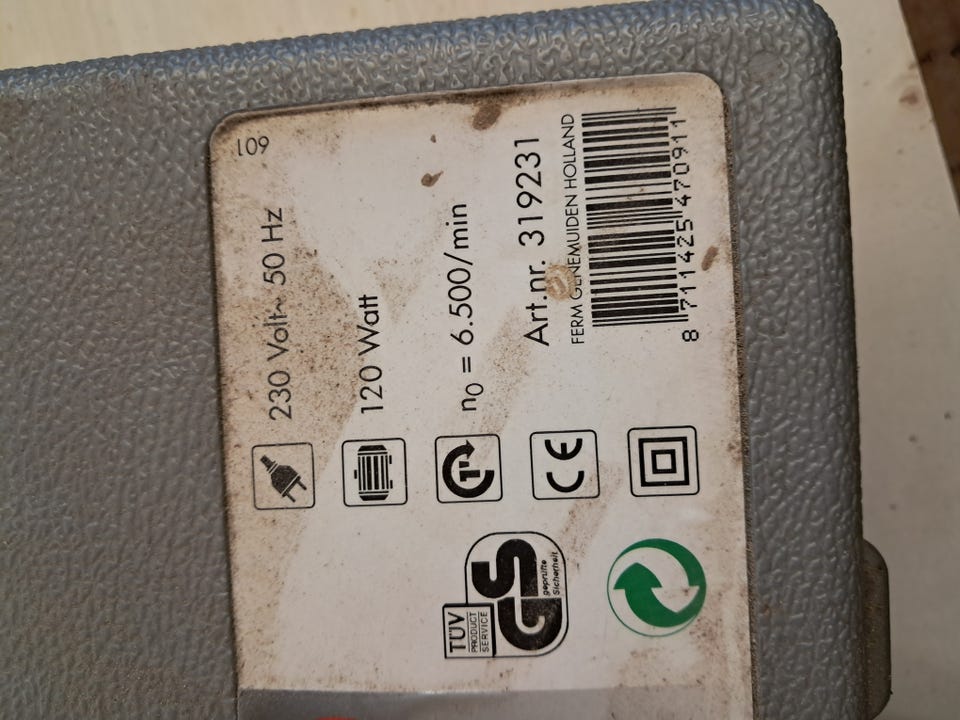 109
230 Volt~ 50 Hz
120 Watt
n0 = 6.500/min
Art.nr. 319231
FERM GENEMUIDEN HOLLAND
8 711425 470911
CE
TÜV
PRODUCT
SERVICE
GS
geprüfte
Sicherheit